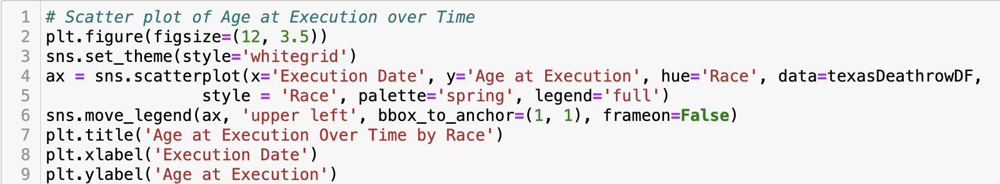 1 # Scatter plot of Age at Execution over Time
2 plt.figure(figsize=(12, 3.5))
3 sns.set_theme(style='whitegrid')
4 ax = sns.scatterplot(x='Execution Date', y='Age at Execution', hue='Race', data=texasDeathrowDF,
5                 style = 'Race', palette='spring', legend='full')
6 sns.move_legend(ax, 'upper left', bbox_to_anchor=(1, 1), frameon=False)
7 plt.title('Age at Execution Over Time by Race')
8 plt.xlabel('Execution Date')
9 plt.ylabel('Age at Execution')